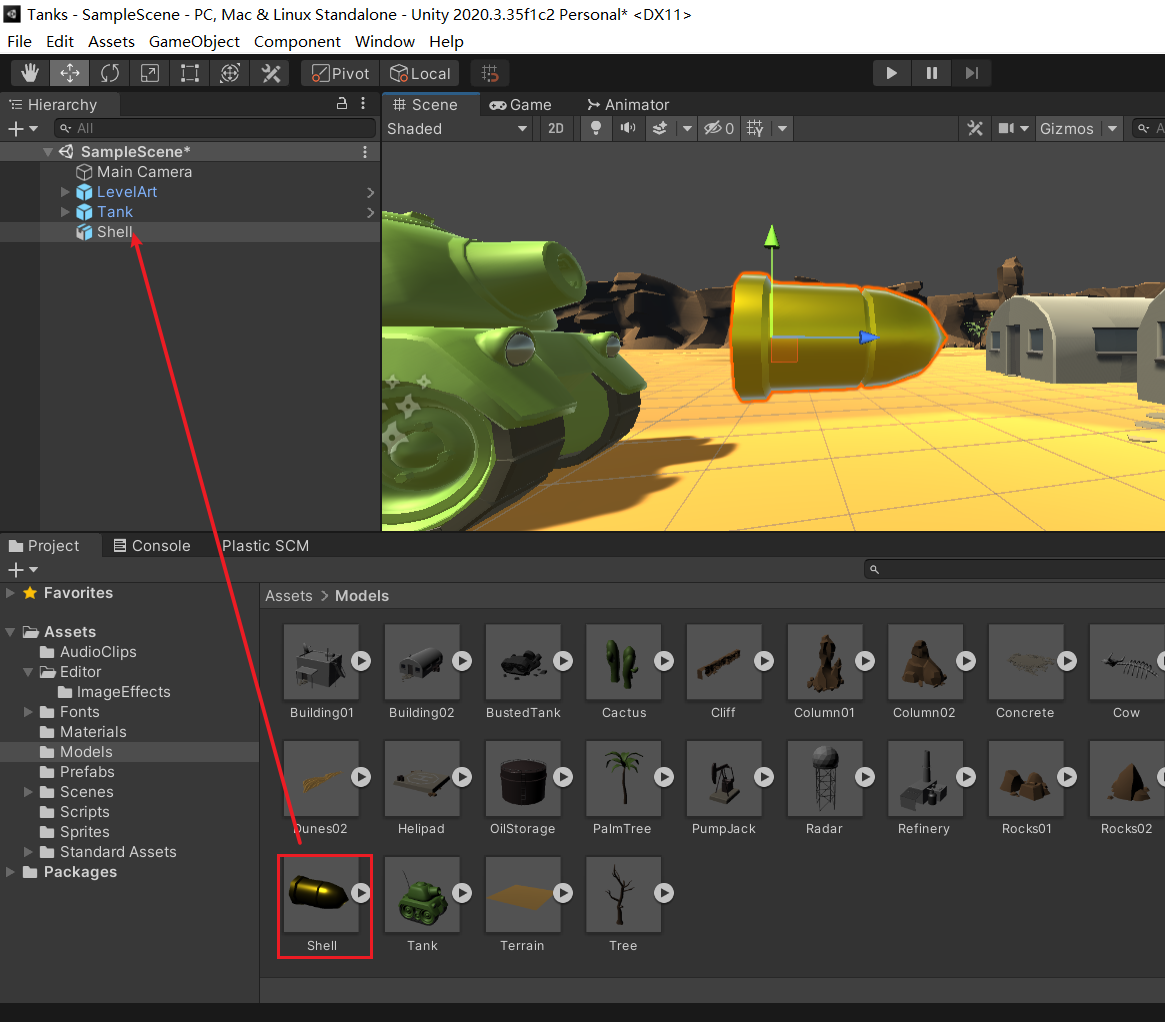 Tanks - SampleScene - PC, Mac & Linux Standalone - Unity 2020.3.35f1c2 Personal* <DX11>
File Edit Assets GameObject Component Window Help
Pivot Local
Hierarchy
All
SampleScene*
Main Camera
LevelArt
Tank
Shell
Scene Game Animator
Shaded 2D 0 Gizmos A
Project Console Plastic SCM
Favorites
Assets
AudioClips
Editor
ImageEffects
Fonts
Materials
Models
Prefabs
Scenes
Scripts
Sprites
Standard Assets
Packages
Assets > Models
Building01 Building02 BustedTank Cactus Cliff Column01 Column02 Concrete Cow
Dunes02 Helipad OilStorage PalmTree PumpJack Radar Refinery Rocks01 Rocks02
Shell Tank Terrain Tree